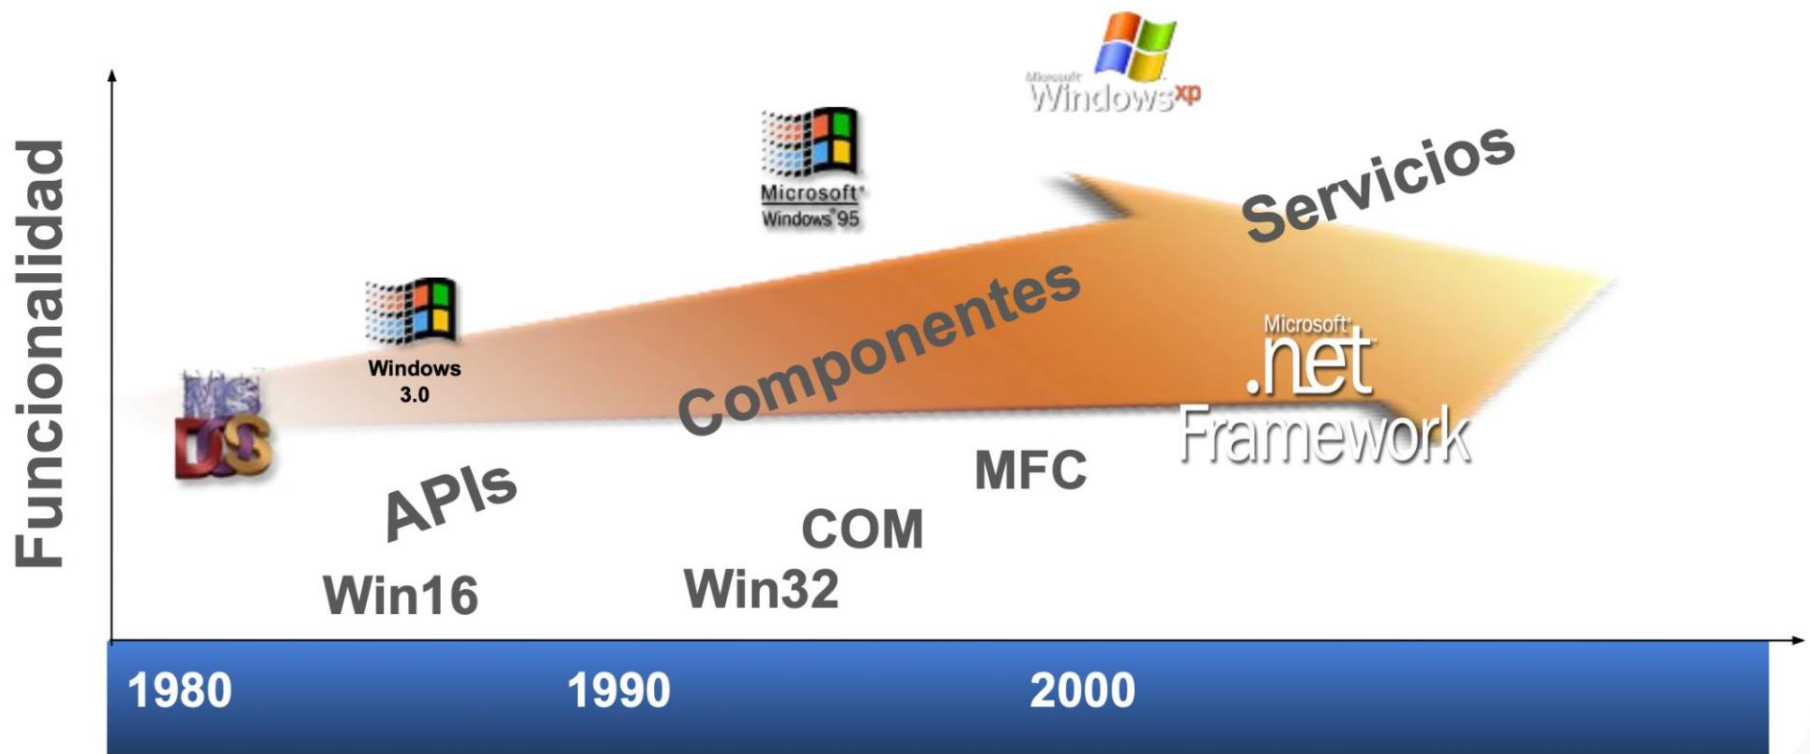 Funcionalidad
Microsoft
Windows xp
Microsoft
Windows 95
Servicios
Windows
3.0
Componentes
Microsoft
.net
Framework
MS
DOS
APIs
MFC
COM
Win16
Win32
1980
1990
2000